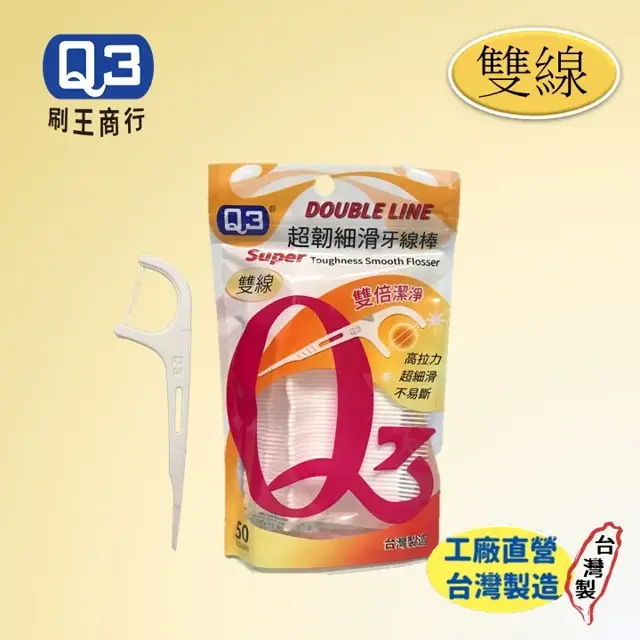 Q3
刷王商行
雙線
Q3®
DOUBLE LINE
超韌細滑牙線棒
Super Toughness Smooth Flosser
雙線
雙倍潔淨
Q3
高拉力
超細滑
不易斷
Q3
Q3
50
台灣製造
工廠直營
台灣製造
台灣製